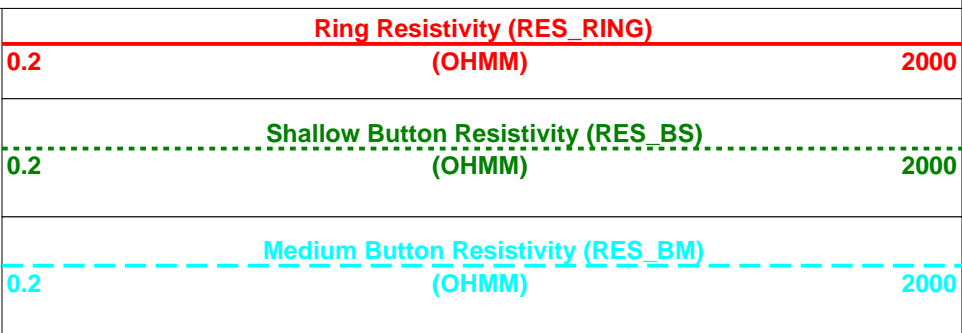 Ring Resistivity (RES_RING)
0.2 (OHMM) 2000
Shallow Button Resistivity (RES_BS)
0.2 (OHMM) 2000
Medium Button Resistivity (RES_BM)
0.2 (OHMM) 2000